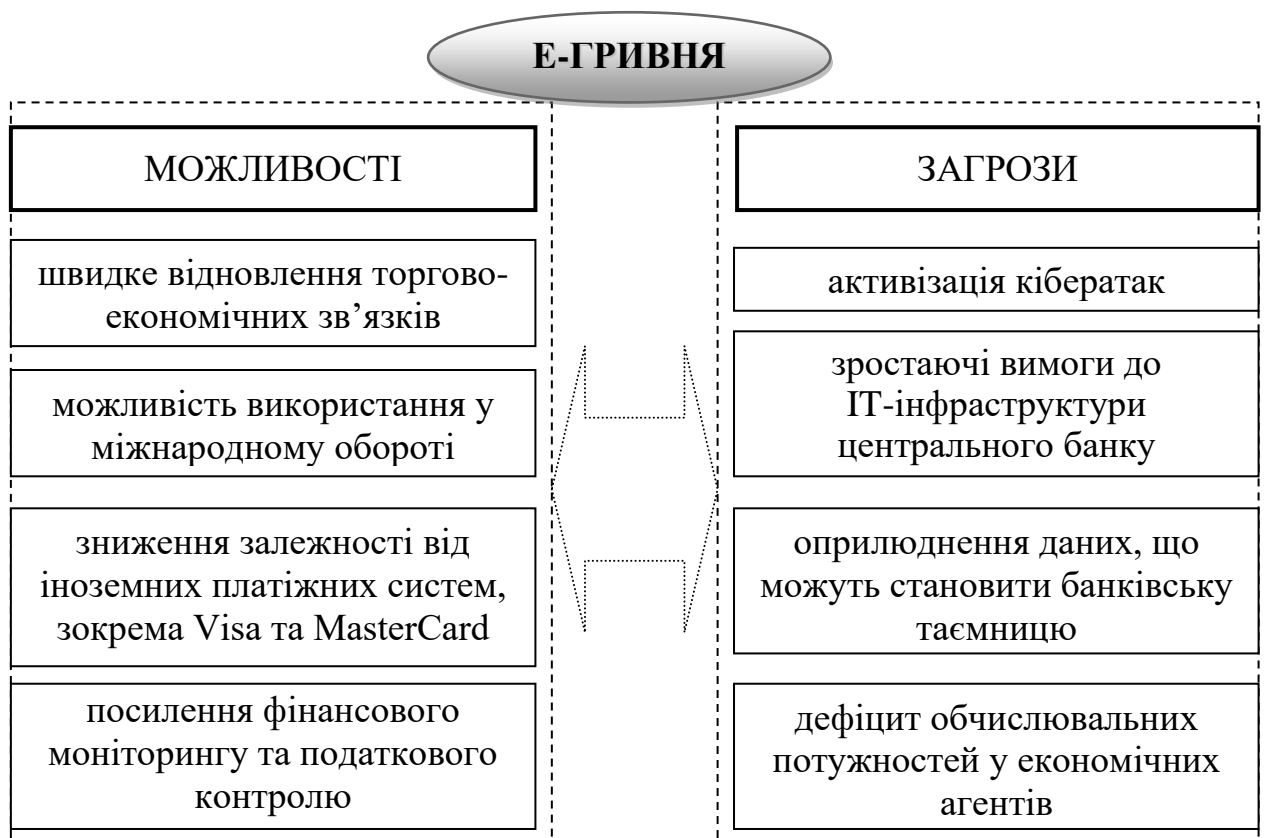 Е-ГРИВНЯ
МОЖЛИВОСТІ
швидке відновлення торгово-
економічних зв’язків
можливість використання у
міжнародному обороті
зниження залежності від
іноземних платіжних систем,
зокрема Visa та MasterCard
посилення фінансового
моніторингу та податкового
контролю
ЗАГРОЗИ
активізація кібератак
зростаючі вимоги до
ІТ-інфраструктури
центрального банку
оприлюднення даних, що
можуть становити банківську
таємницю
дефіцит обчислювальних
потужностей у економічних
агентів